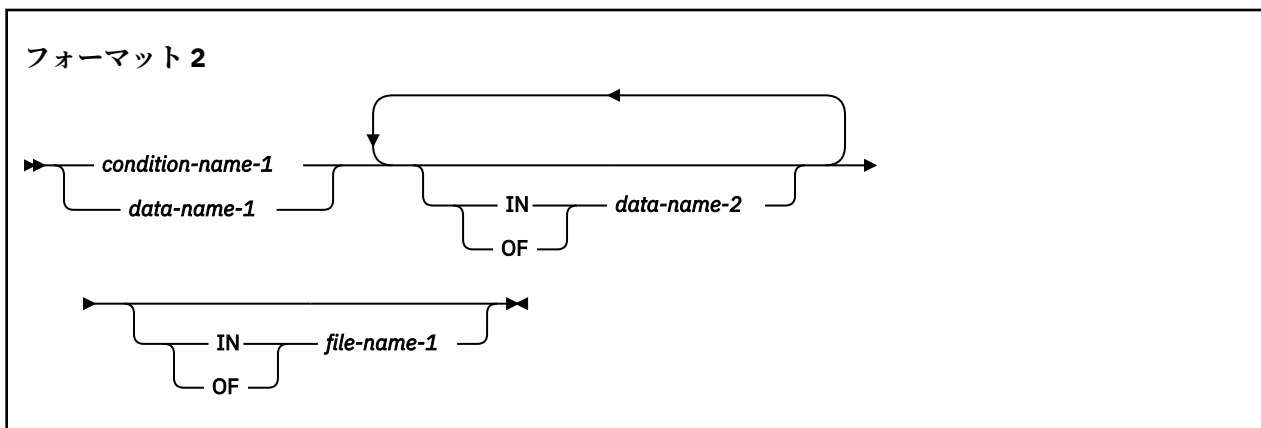 フォーマット 2
condition-name-1
data-name-1
IN data-name-2
OF
IN file-name-1
OF